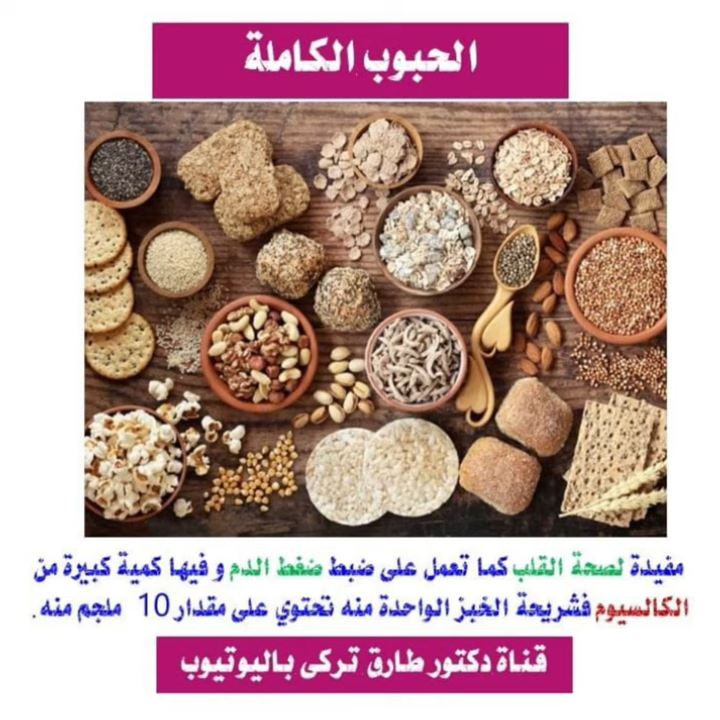 الحبوب الكاملة
مفيدة لصحة القلب كما تعمل على ضبط ضغط الدم و فيها كمية كبيرة من
الكالسيوم فشريحة الخبز الواحدة منه تحتوي على مقدار 10 ملجم منه.
قناة دكتور طارق تركى باليوتيوب